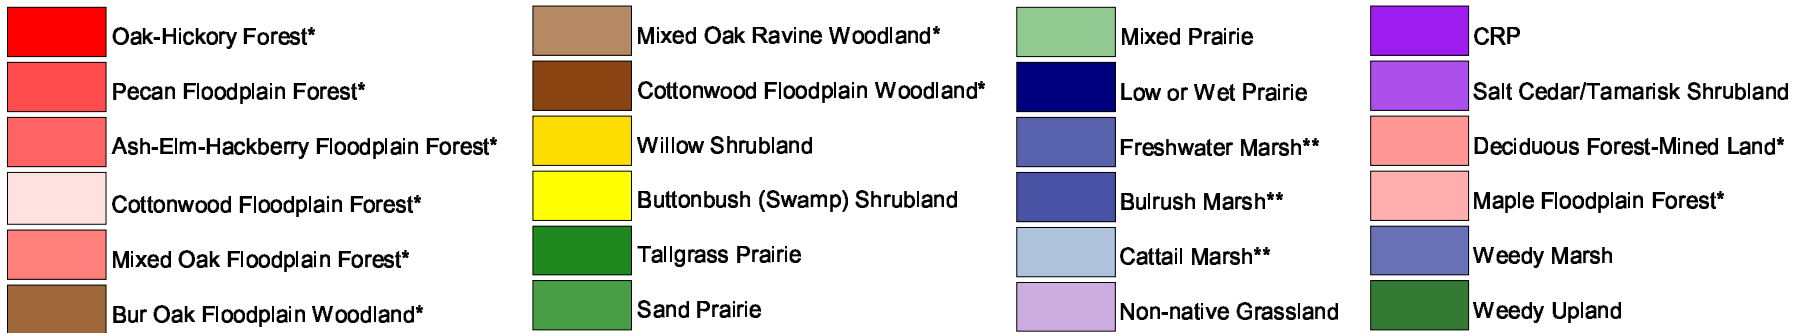 Oak-Hickory Forest*
Pecan Floodplain Forest*
Ash-Elm-Hackberry Floodplain Forest*
Cottonwood Floodplain Forest*
Mixed Oak Floodplain Forest*
Bur Oak Floodplain Woodland*
Mixed Oak Ravine Woodland*
Cottonwood Floodplain Woodland*
Willow Shrubland
Buttonbush (Swamp) Shrubland
Tallgrass Prairie
Sand Prairie
Mixed Prairie
Low or Wet Prairie
Freshwater Marsh**
Bulrush Marsh**
Cattail Marsh**
Non-native Grassland
CRP
Salt Cedar/Tamarisk Shrubland
Deciduous Forest-Mined Land*
Maple Floodplain Forest*
Weedy Marsh
Weedy Upland